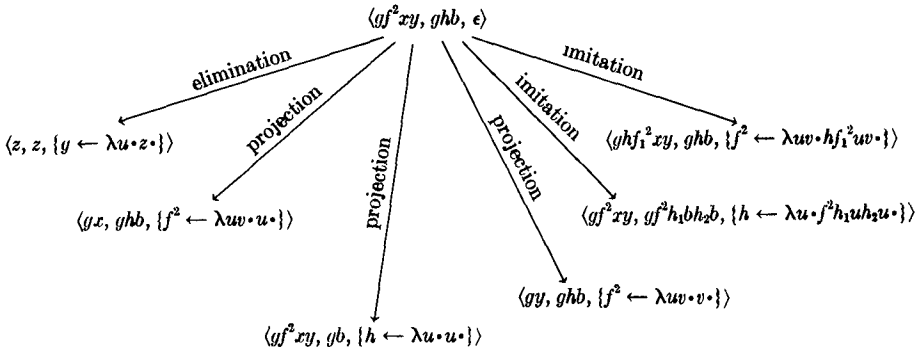 ⟨gf²xy, ghb, ε⟩
elimination
projection
projection
projection
imitation
imitation
⟨z, z, {y ← λu•z•}⟩
⟨ghf₁²xy, ghb, {f² ← λuv•hf₁²uv•}⟩
⟨gx, ghb, {f² ← λuv•u•}⟩
⟨gf²xy, gf²h₁bh₂b, {h ← λu•f²h₁uh₂u•}⟩
⟨gy, ghb, {f² ← λuv•v•}⟩
⟨gf²xy, gb, {h ← λu•u•}⟩